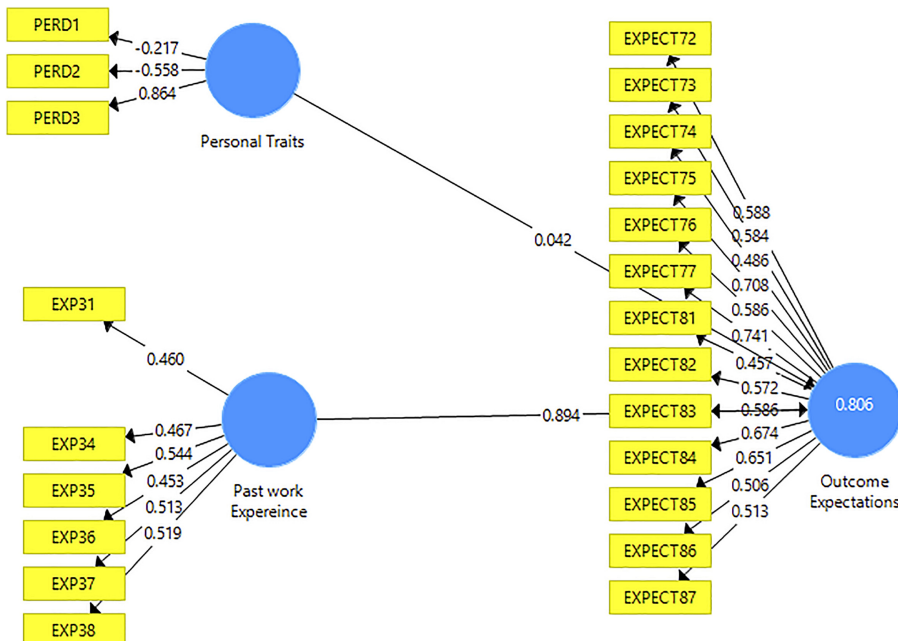 PERD1
-0.217
PERD2
-0.558
0.864
PERD3
Personal Traits
0.042
EXP31
0.460
EXP34
0.467
0.544
EXP35
0.453
0.513
EXP36
0.519
EXP37
EXP38
Past work
Expereince
0.894
EXPECT72
EXPECT73
EXPECT74
EXPECT75
EXPECT76
EXPECT77
EXPECT81
EXPECT82
EXPECT83
EXPECT84
EXPECT85
EXPECT86
EXPECT87
0.588
0.584
0.486
0.708
0.586
0.741
0.457
0.572
0.586
0.674
0.651
0.506
0.513
0.806
Outcome
Expectations